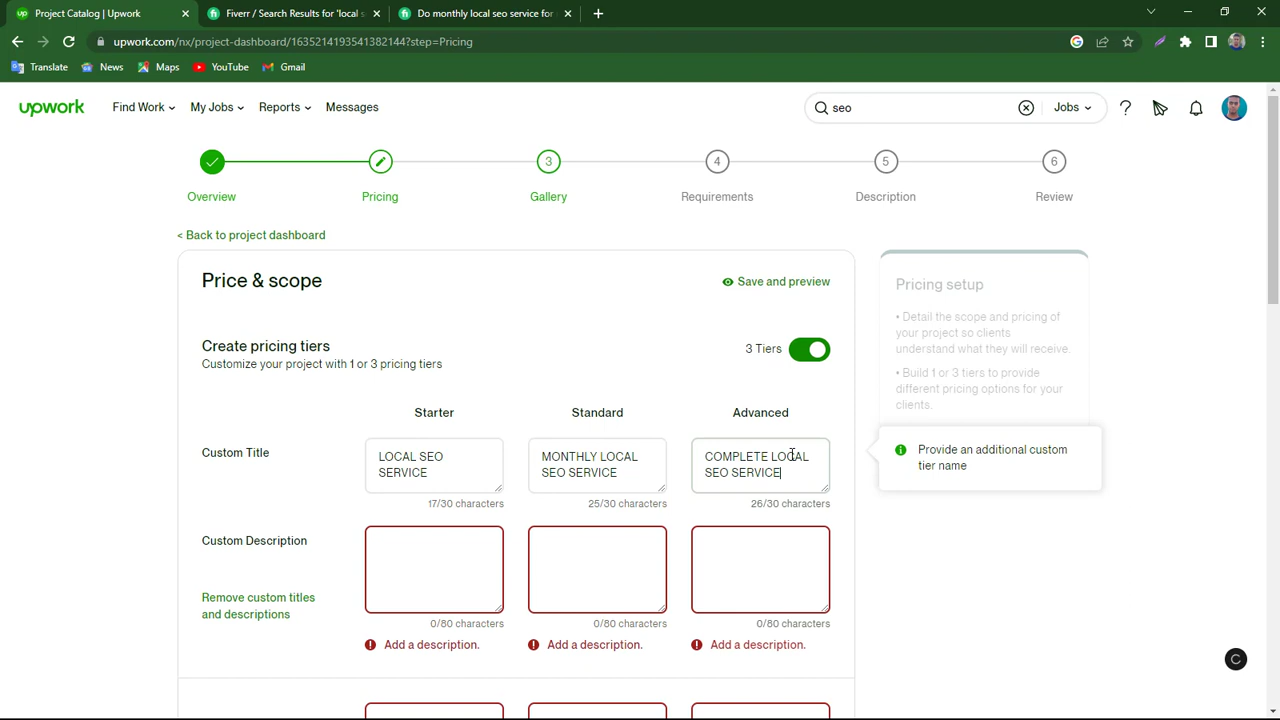 Project Catalog | Upwork
Fiverr / Search Results for 'local s
Do monthly local seo service for
upwork.com/nx/project-dashboard/1635214193541382144?step=Pricing
Translate News Maps YouTube Gmail
upwork Find Work My Jobs Reports Messages seo Jobs ?
3 4 5 6
Overview Pricing Gallery Requirements Description Review
< Back to project dashboard
Price & scope Save and preview
Create pricing tiers
Customize your project with 1 or 3 pricing tiers
3 Tiers
Starter Standard Advanced
Custom Title
LOCAL SEO
SERVICE
17/30 characters
MONTHLY LOCAL
SEO SERVICE
25/30 characters
COMPLETE LOCAL
SEO SERVICE
26/30 characters
Custom Description
Remove custom titles
and descriptions
0/80 characters 0/80 characters 0/80 characters
! Add a description. ! Add a description. ! Add a description.
Pricing setup
• Detail the scope and pricing of
your project so clients
understand what they will receive.
• Build 1 or 3 tiers to provide
different pricing options for your
clients.
Provide an additional custom
tier name
C